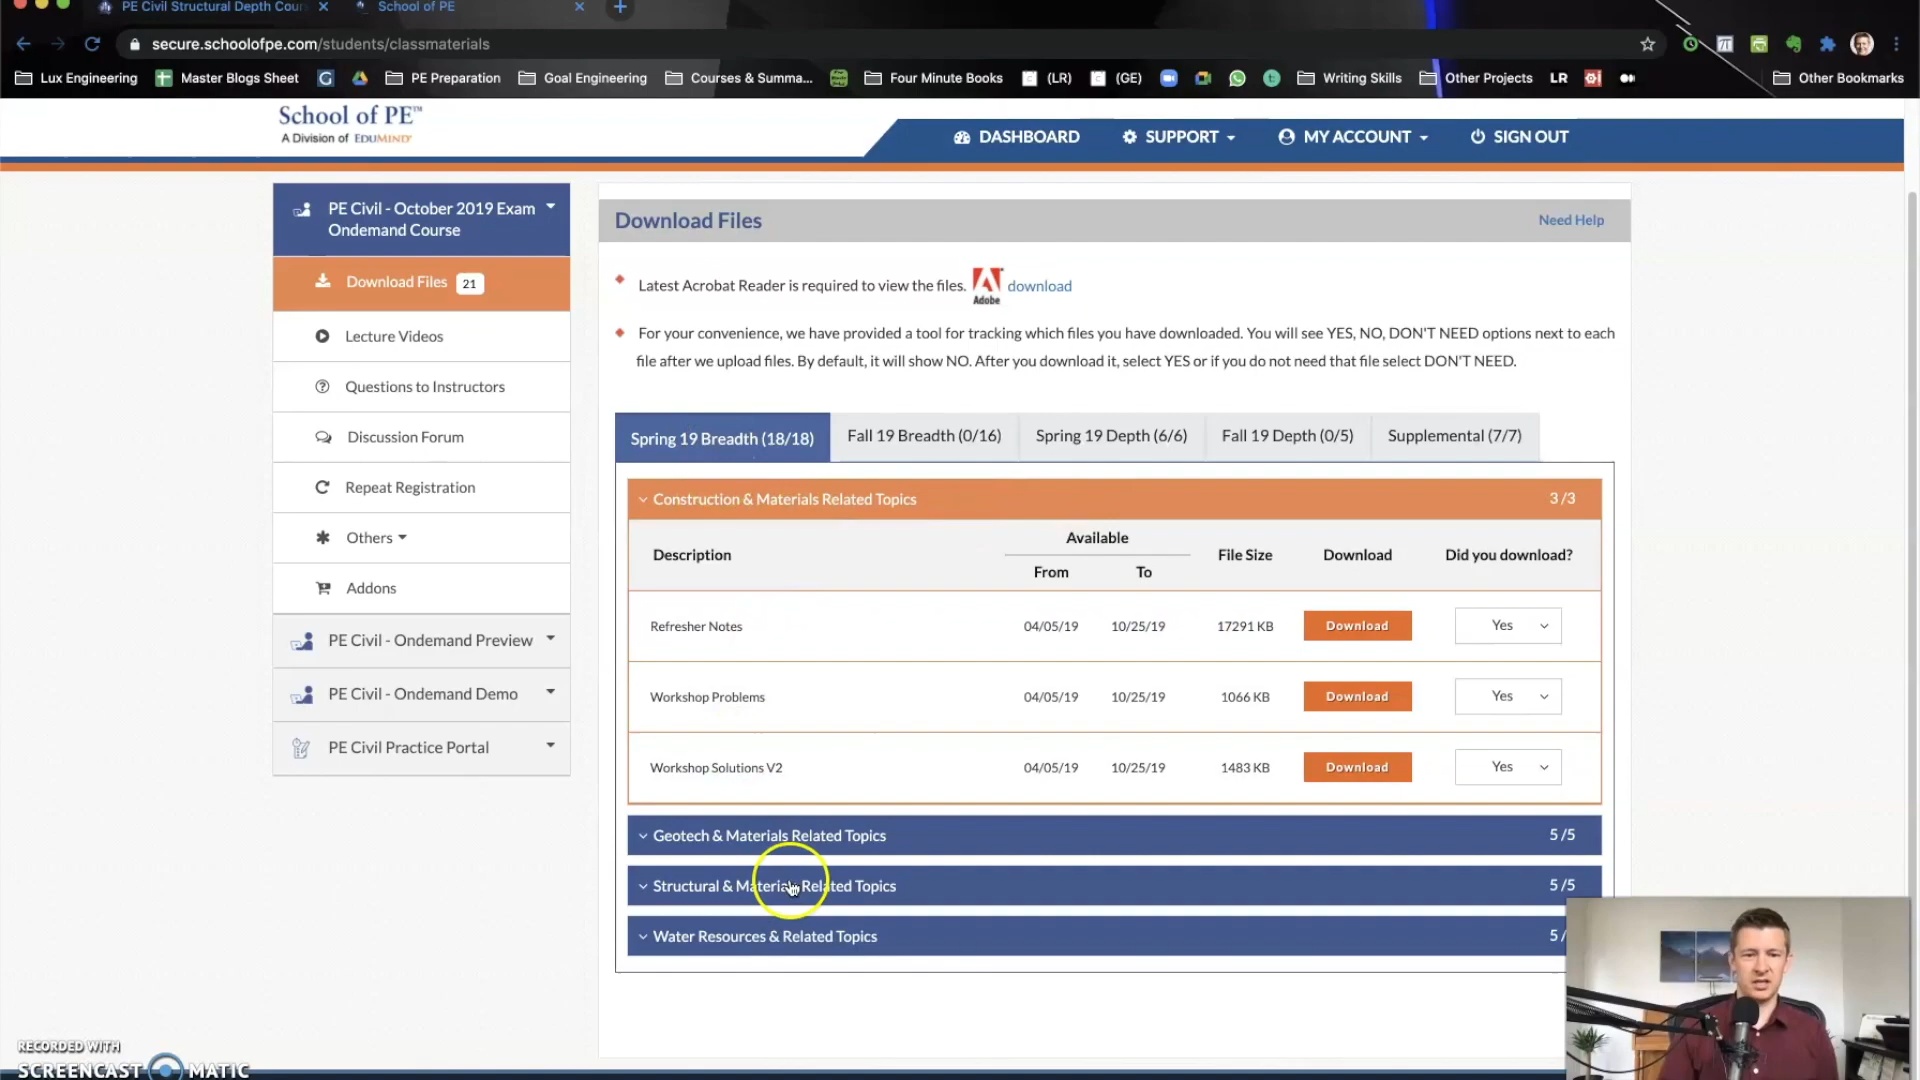 PE Civil Structural Depth Cour
School of PE
secure.schoolofpe.com/students/classmaterials
Lux Engineering
Master Blogs Sheet
PE Preparation
Goal Engineering
Courses & Summa...
Four Minute Books
(LR)
(GE)
Writing Skills
Other Projects
LR
Other Bookmarks
School of PE™
A Division of EDUMIND
DASHBOARD
SUPPORT
MY ACCOUNT
SIGN OUT
PE Civil - October 2019 Exam
Ondemand Course
Download Files 21
Lecture Videos
Questions to Instructors
Discussion Forum
Repeat Registration
Others
Addons
PE Civil - Ondemand Preview
PE Civil - Ondemand Demo
PE Civil Practice Portal
Download Files
Need Help
Latest Acrobat Reader is required to view the files. Adobe download
For your convenience, we have provided a tool for tracking which files you have downloaded. You will see YES, NO, DON'T NEED options next to each
file after we upload files. By default, it will show NO. After you download it, select YES or if you do not need that file select DON'T NEED.
Spring 19 Breadth (18/18)
Fall 19 Breadth (0/16)
Spring 19 Depth (6/6)
Fall 19 Depth (0/5)
Supplemental (7/7)
Construction & Materials Related Topics 3 /3
Description
Available
From
To
File Size
Download
Did you download?
Refresher Notes 04/05/19 10/25/19 17291 KB Download Yes
Workshop Problems 04/05/19 10/25/19 1066 KB Download Yes
Workshop Solutions V2 04/05/19 10/25/19 1483 KB Download Yes
Geotech & Materials Related Topics 5 /5
Structural & Materials Related Topics 5 /5
Water Resources & Related Topics 5 /
RECORDED WITH
SCREENCAST MATIC